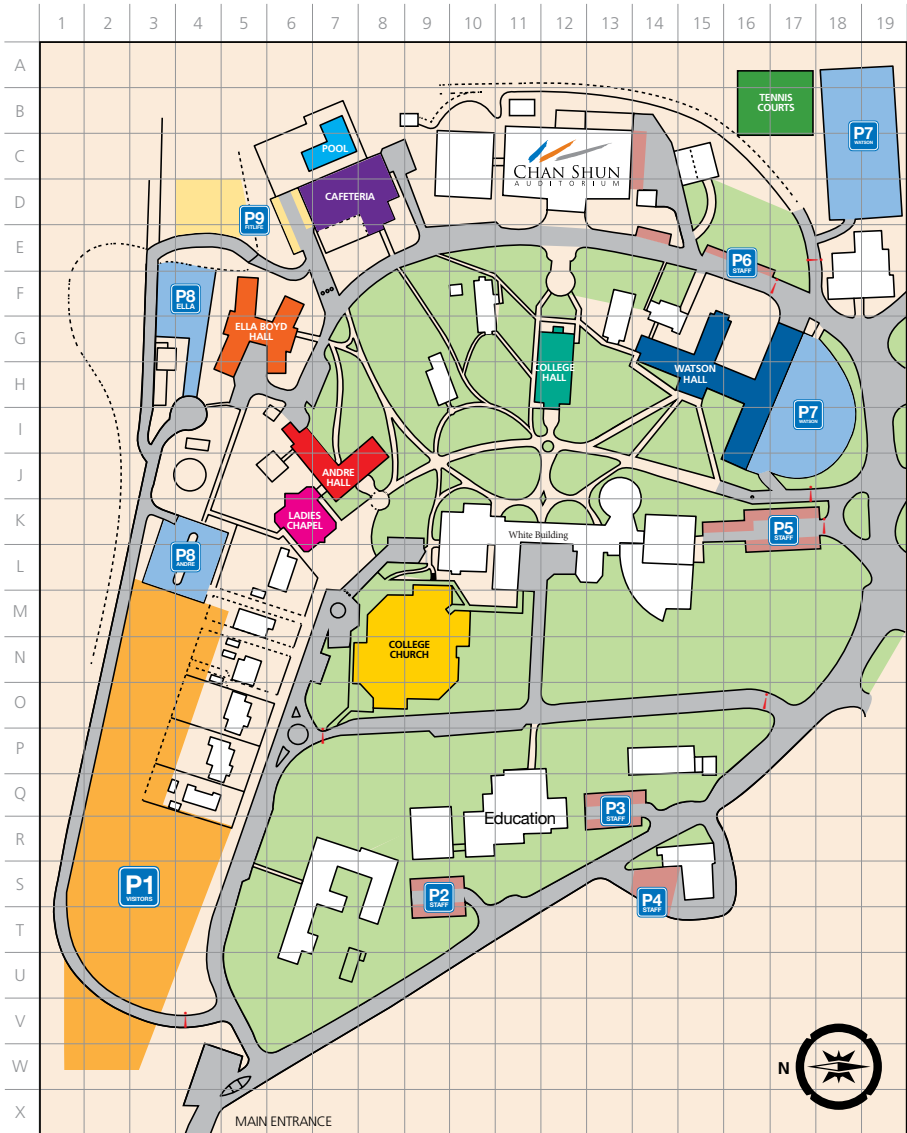 1 2 3 4 5 6 7 8 9 10 11 12 13 14 15 16 17 18 19
A
B
C
D
E
F
G
H
I
J
K
L
M
N
O
P
Q
R
S
T
U
V
W
X
TENNIS
COURTS
P7
WATSON
POOL
CHAN SHUN
AUDITORIUM
CAFETERIA
P9
FITLIFE
P6
STAFF
P8
ELLA
ELLA BOYD
HALL
COLLEGE
HALL
WATSON
HALL
P7
WATSON
ANDRE
HALL
LADIES
CHAPEL
White Building
P5
STAFF
P8
ANDRE
COLLEGE
CHURCH
Education
P3
STAFF
P1
VISITORS
P2
STAFF
P4
STAFF
N
MAIN ENTRANCE